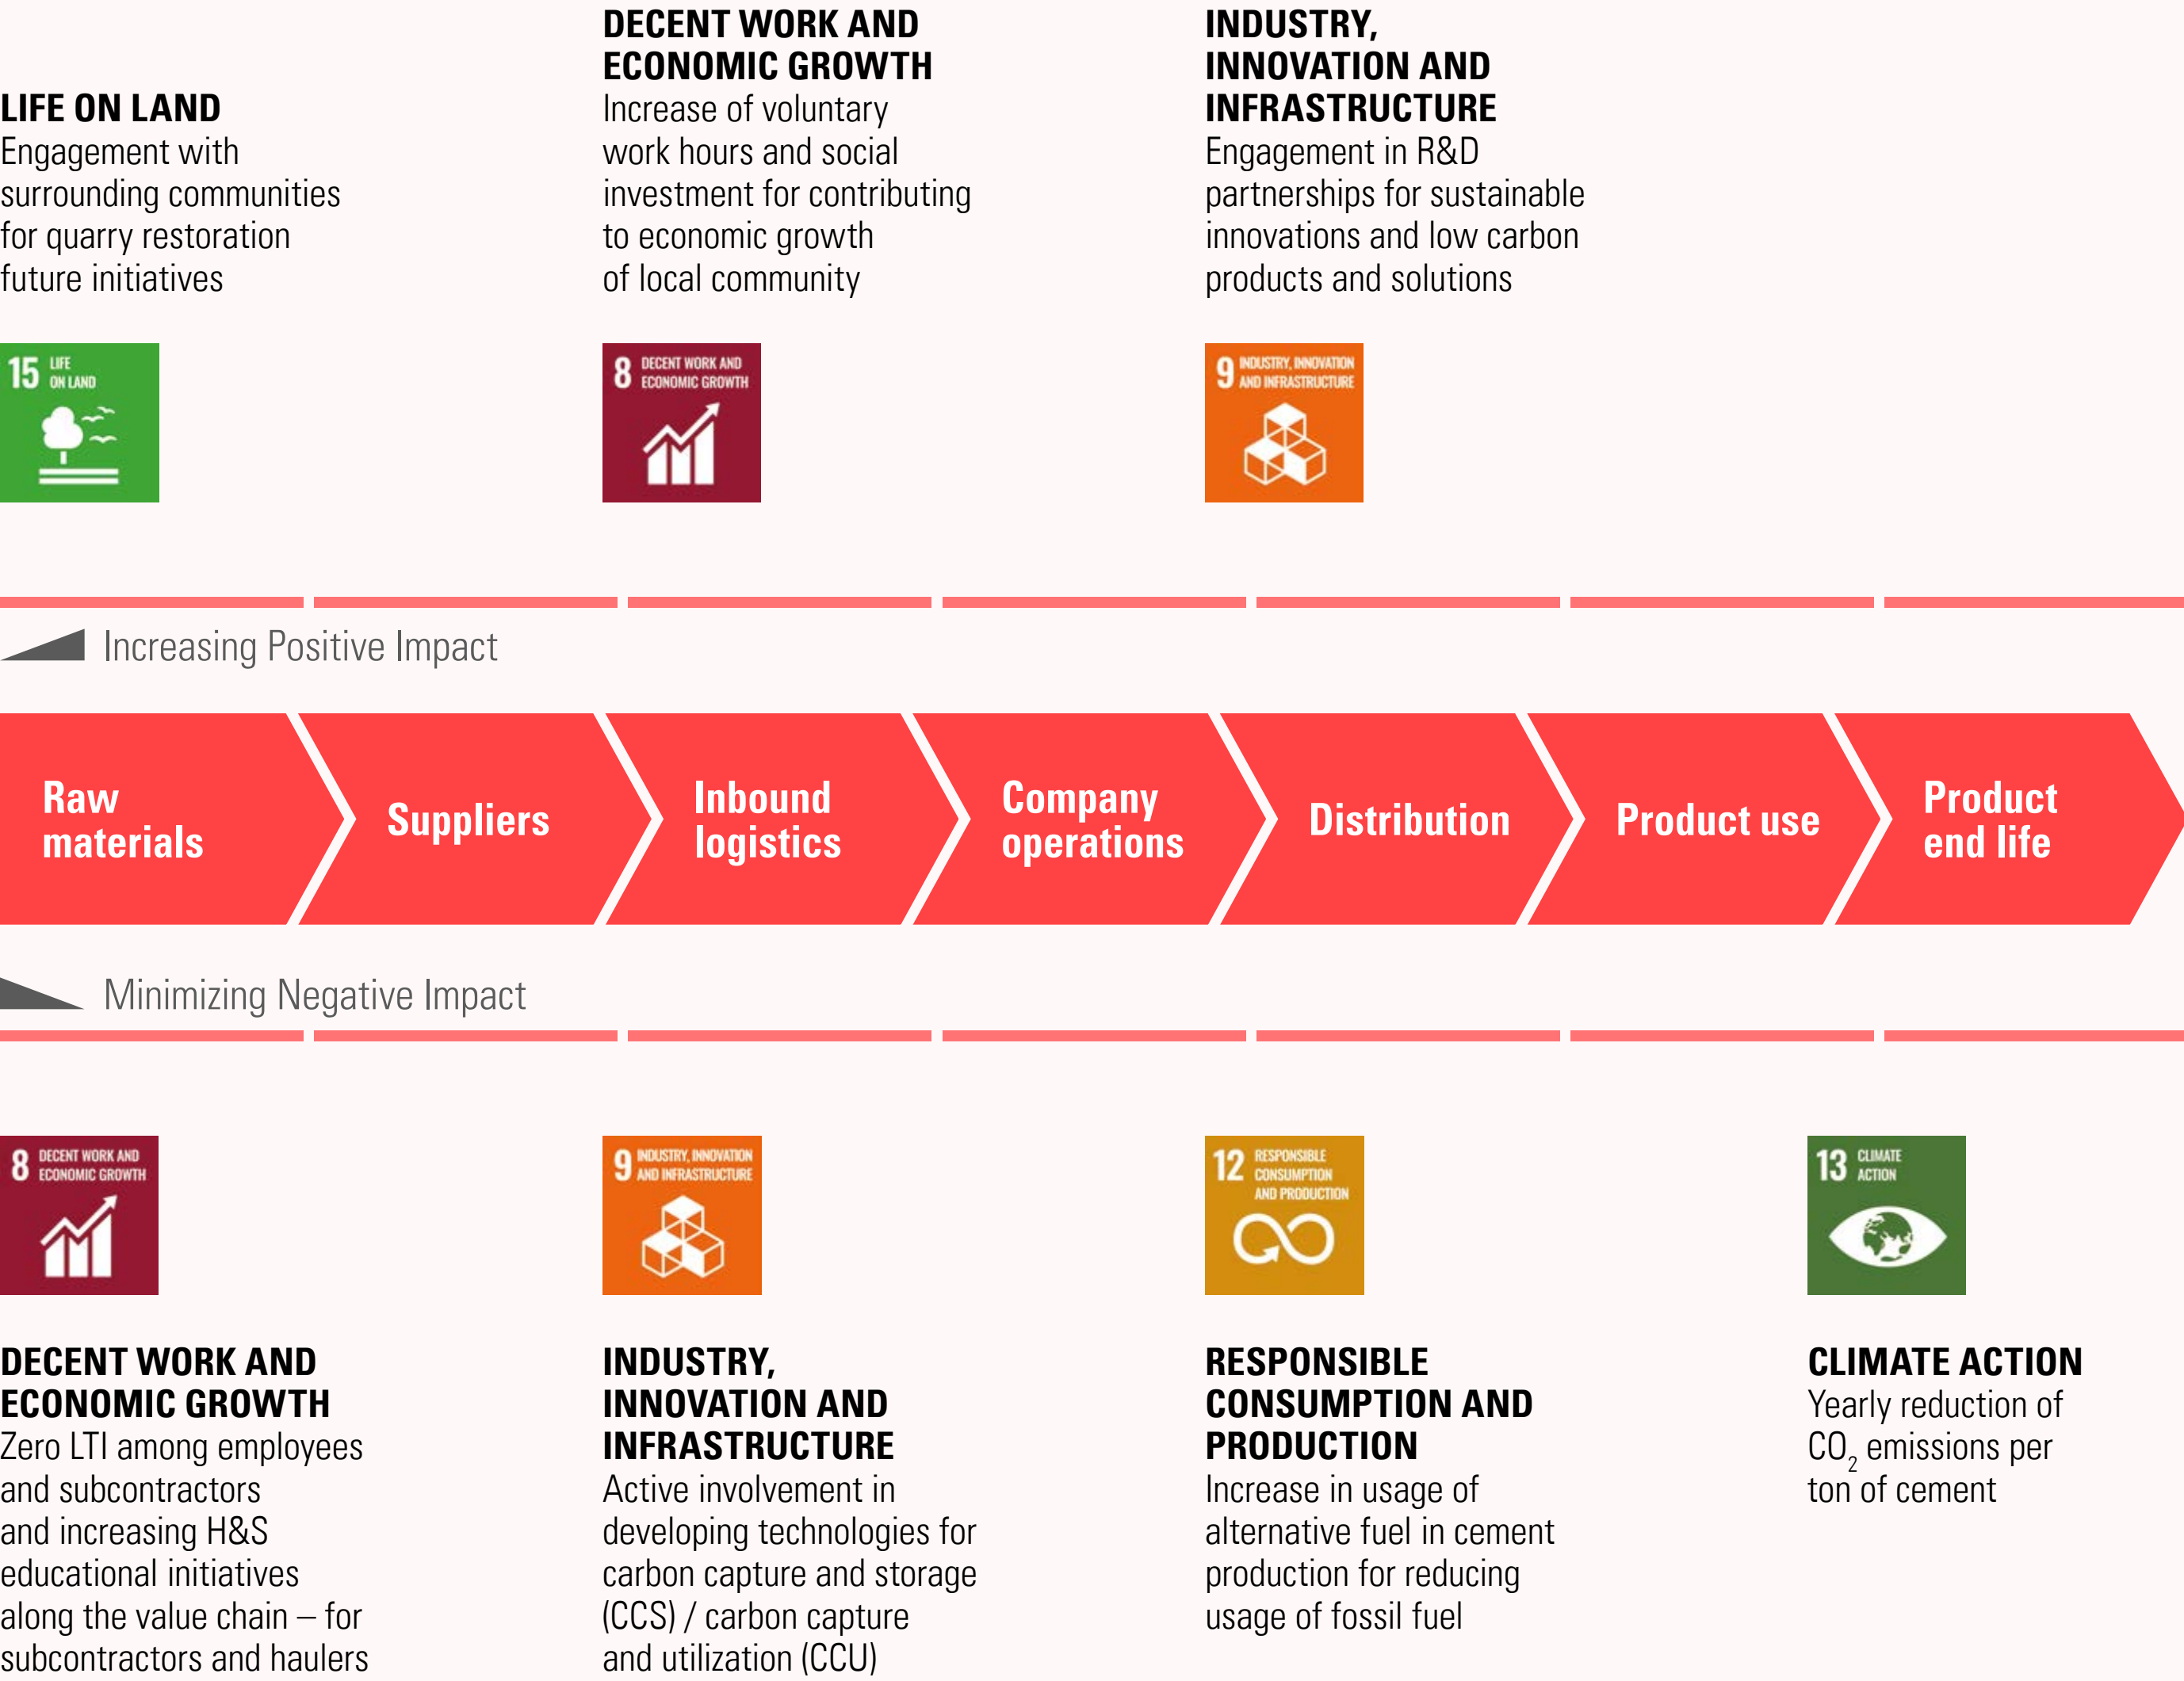 LIFE ON LAND
Engagement with
surrounding communities
for quarry restoration
future initiatives
15 LIFE
ON LAND
DECENT WORK AND
ECONOMIC GROWTH
Increase of voluntary
work hours and social
investment for contributing
to economic growth
of local community
8 DECENT WORK AND
ECONOMIC GROWTH
INDUSTRY,
INNOVATION AND
INFRASTRUCTURE
Engagement in R&D
partnerships for sustainable
innovations and low carbon
products and solutions
9 INDUSTRY, INNOVATION
AND INFRASTRUCTURE
Increasing Positive Impact
Raw
materials
Suppliers
Inbound
logistics
Company
operations
Distribution
Product use
Product
end life
Minimizing Negative Impact
8 DECENT WORK AND
ECONOMIC GROWTH
DECENT WORK AND
ECONOMIC GROWTH
Zero LTI among employees
and subcontractors
and increasing H&S
educational initiatives
along the value chain – for
subcontractors and haulers
9 INDUSTRY, INNOVATION
AND INFRASTRUCTURE
INDUSTRY,
INNOVATION AND
INFRASTRUCTURE
Active involvement in
developing technologies for
carbon capture and storage
(CCS) / carbon capture
and utilization (CCU)
12 RESPONSIBLE
CONSUMPTION
AND PRODUCTION
RESPONSIBLE
CONSUMPTION AND
PRODUCTION
Increase in usage of
alternative fuel in cement
production for reducing
usage of fossil fuel
13 CLIMATE
ACTION
CLIMATE ACTION
Yearly reduction of
CO₂ emissions per
ton of cement